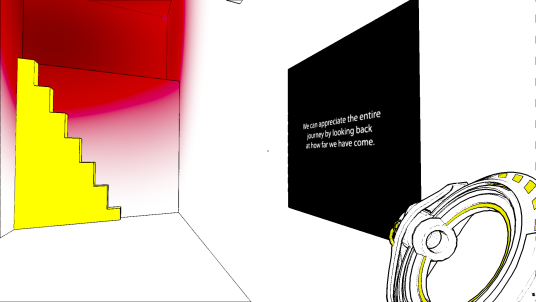 We can appreciate the entire
journey by looking back
at how far we have come.